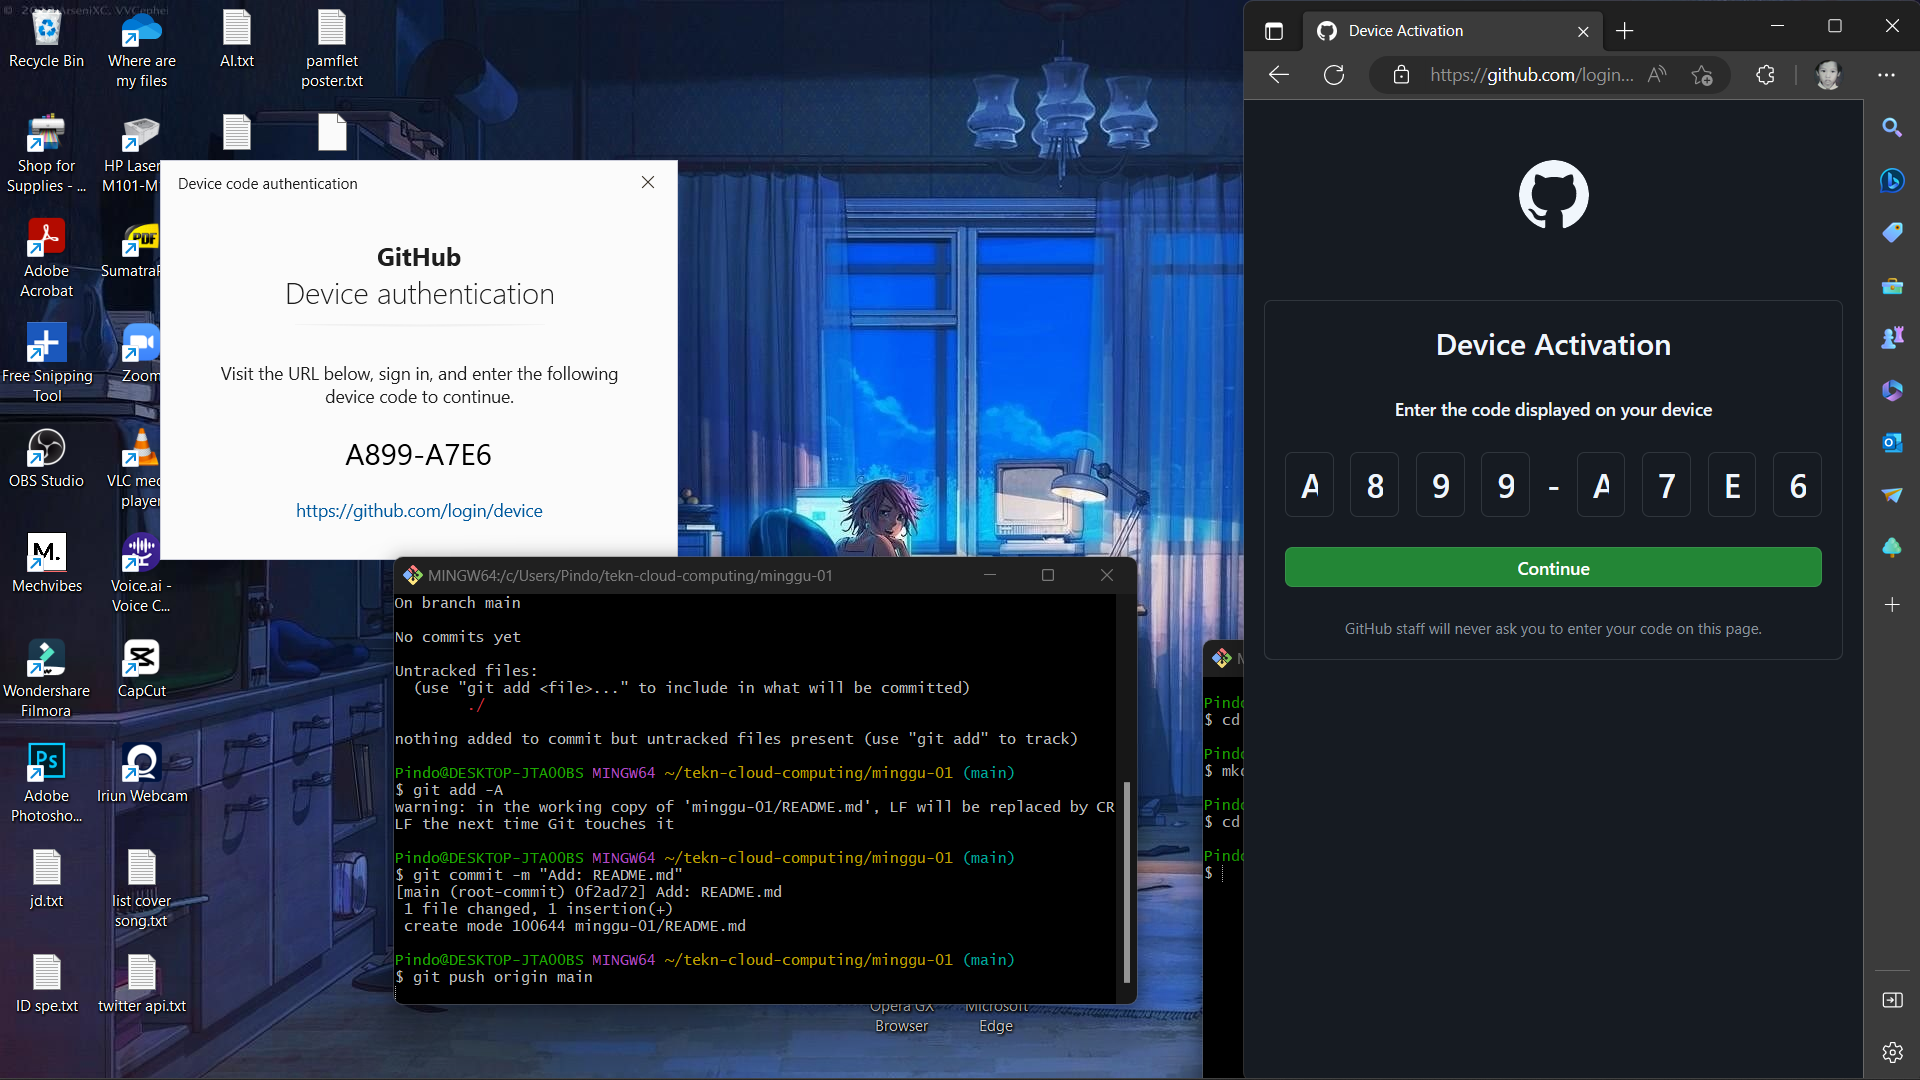 Recycle Bin
Where are
my files
AI.txt
pamflet
poster.txt
Shop for
Supplies - ...
HP Laser
M101-M1
Adobe
Acrobat
Free Snipping
Tool
Zoom
OBS Studio
VLC med
player
Mechvibes
Voice.ai -
Voice C...
Wondershare
Filmora
CapCut
Adobe
Photosho...
Iriun Webcam
jd.txt
list cover
song.txt
ID spe.txt
twitter api.txt
Opera GX
Browser
Microsoft
Edge
Device code authentication
GitHub
Device authentication
Visit the URL below, sign in, and enter the following
device code to continue.
A899-A7E6
https://github.com/login/device
MINGW64:/c/Users/Pindo/tekn-cloud-computing/minggu-01
On branch main
No commits yet
Untracked files:
(use "git add <file>..." to include in what will be committed)
./
nothing added to commit but untracked files present (use "git add" to track)
Pindo@DESKTOP-JTAOOBS MINGW64 ~/tekn-cloud-computing/minggu-01 (main)
$ git add -A
warning: in the working copy of 'minggu-01/README.md', LF will be replaced by CR
LF the next time Git touches it
Pindo@DESKTOP-JTAOOBS MINGW64 ~/tekn-cloud-computing/minggu-01 (main)
$ git commit -m "Add: README.md"
[main (root-commit) 0f2ad72] Add: README.md
1 file changed, 1 insertion(+)
create mode 100644 minggu-01/README.md
Pindo@DESKTOP-JTAOOBS MINGW64 ~/tekn-cloud-computing/minggu-01 (main)
$ git push origin main
Pindo
$ cd
Pindo
$ mkd
Pindo
$ cd
Pindo
$
Device Activation
https://github.com/login...
Device Activation
Enter the code displayed on your device
A 8 9 9 - A 7 E 6
Continue
GitHub staff will never ask you to enter your code on this page.